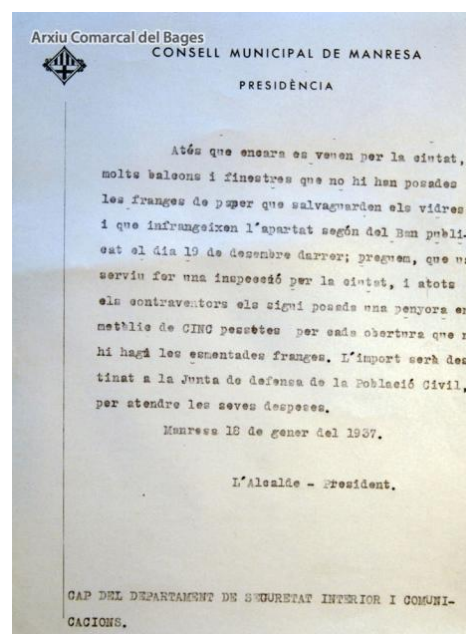 Arxiu Comarcal del Bages
CONSELL MUNICIPAL DE MANRESA
PRESIDÈNCIA
Atés que encara es veuen per la ciutat,
molts balcons i finestres que no hi han posades
les franges de paper que salvaguarden els vidres
i que infrangeixen l'apartat segón del Ban publi-
cat el dia 19 de desembre darrer; preguem, que
serviu fer una inspecció per la ciutat, i atots
els contraventors els sigui posada una penyora en
metàlic de CINC pessetes per cada obertura que
hi hagi les esmentades franges. L'import serà des
tinat a la Junta de defensa de la Població Civil,
per atendre les seves despeses.
Manresa 18 de gener del 1937.
L'Alcalde - President.
CAP DEL DEPARTAMENT DE SEGURETAT INTERIOR I COMUNI-
CACIONS.